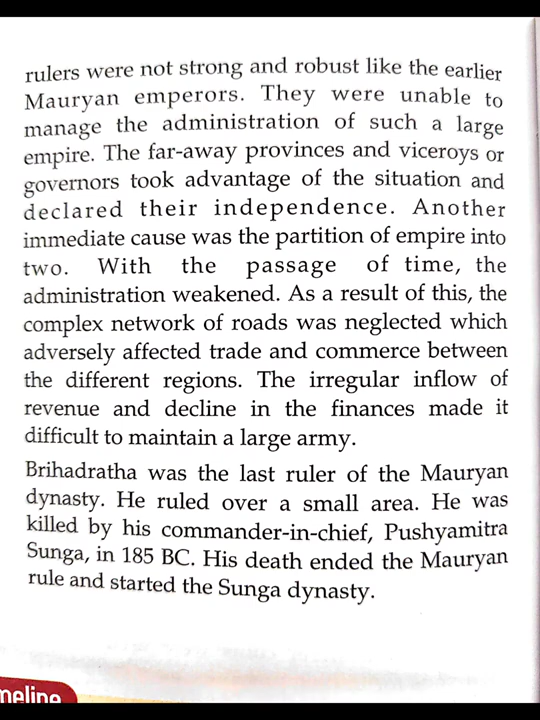 rulers were not strong and robust like the earlier
Mauryan emperors. They were unable to
manage the administration of such a large
empire. The far-away provinces and viceroys or
governors took advantage of the situation and
declared their independence. Another
immediate cause was the partition of empire into
two. With the passage of time, the
administration weakened. As a result of this, the
complex network of roads was neglected which
adversely affected trade and commerce between
the different regions. The irregular inflow of
revenue and decline in the finances made it
difficult to maintain a large army.
Brihadratha was the last ruler of the Mauryan
dynasty. He ruled over a small area. He was
killed by his commander-in-chief, Pushyamitra
Sunga, in 185 BC. His death ended the Mauryan
rule and started the Sunga dynasty.
meline